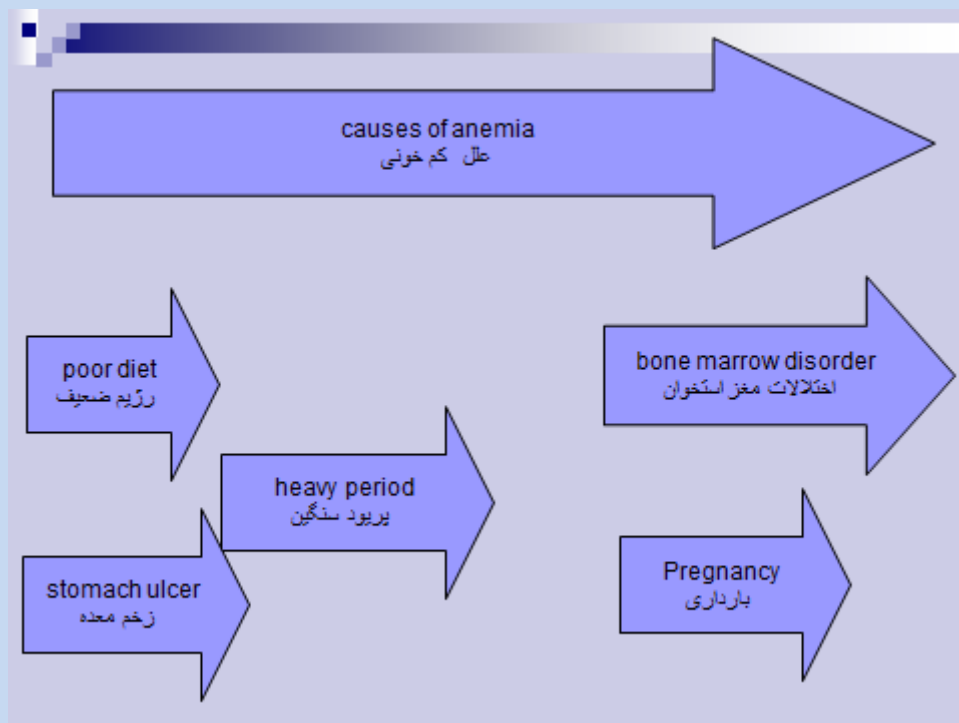 causes of anemia
علل کم خونی
poor diet
رژیم ضعیف
bone marrow disorder
اختلالات مغز استخوان
heavy period
پریود سنگین
stomach ulcer
زخم معده
Pregnancy
بارداری